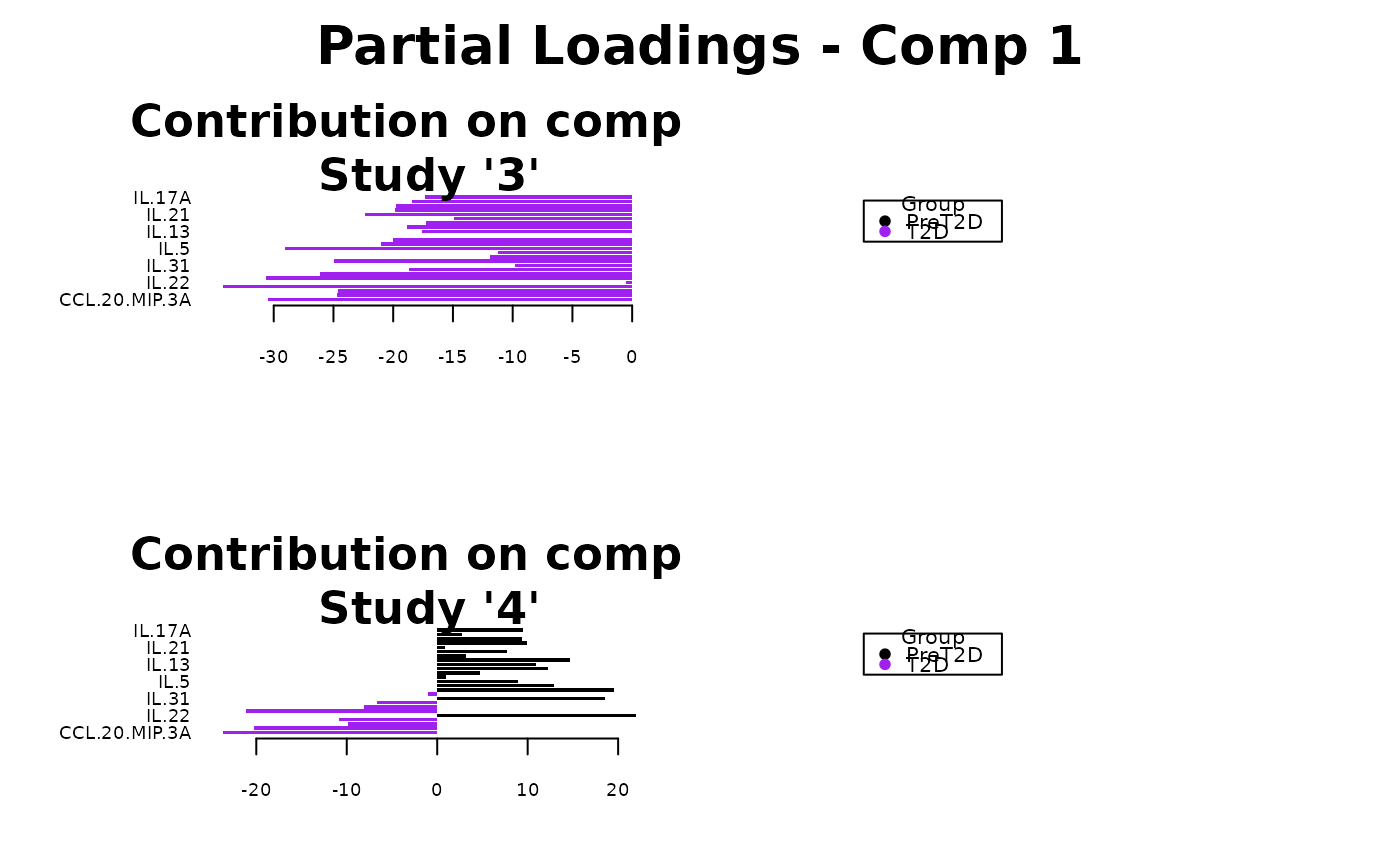 Partial Loadings - Comp 1
Contribution on comp
Study '3'
IL.17A
IL.21
IL.13
IL.5
IL.31
IL.22
CCL.20.MIP.3A
-30 -25 -20 -15 -10 -5 0
Group
PreT2D
T2D
Contribution on comp
Study '4'
IL.17A
IL.21
IL.13
IL.5
IL.31
IL.22
CCL.20.MIP.3A
-20 -10 0 10 20
Group
PreT2D
T2D